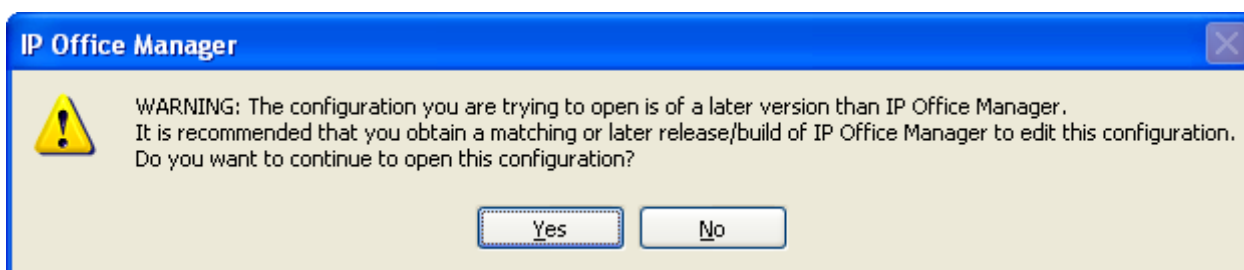 IP Office Manager
WARNING: The configuration you are trying to open is of a later version than IP Office Manager.
It is recommended that you obtain a matching or later release/build of IP Office Manager to edit this configuration.
Do you want to continue to open this configuration?
Yes
No